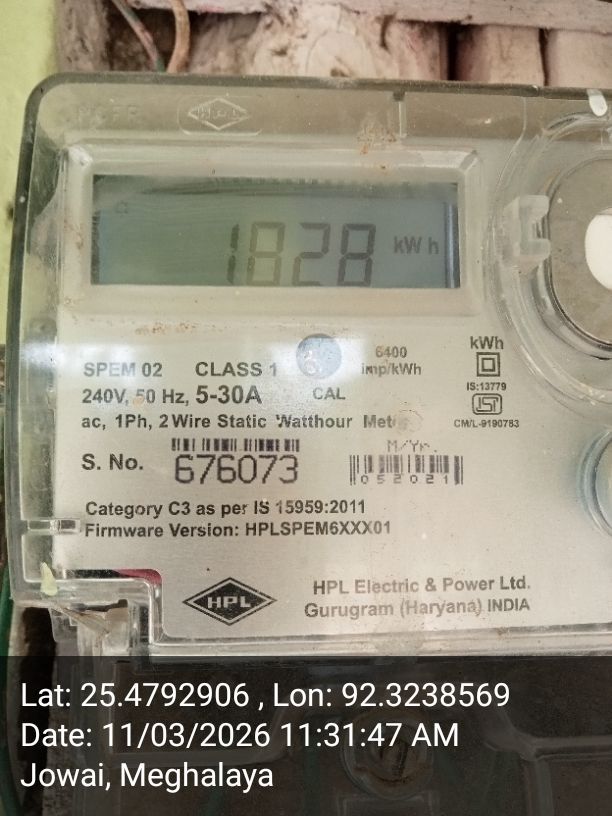 HPL
1828 kWh
SPEM 02 CLASS 1
6400 imp/kWh
kWh
240V, 50 Hz, 5-30A CAL
IS:13779
ISI
ac, 1Ph, 2 Wire Static Watthour Meter
CM/L-9190783
S. No. 676073
M/Yr.
052021
Category C3 as per IS 15959:2011
Firmware Version: HPLSPEM6XXX01
HPL
HPL Electric & Power Ltd.
Gurugram (Haryana) INDIA
Lat: 25.4792906 , Lon: 92.3238569
Date: 11/03/2026 11:31:47 AM
Jowai, Meghalaya